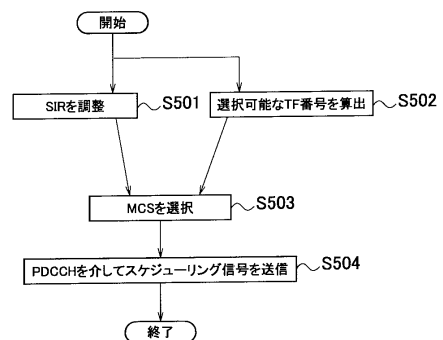 開始
SIRを調整
S501
選択可能なTF番号を算出
S502
MCSを選択
S503
PDCCHを介してスケジューリング信号を送信
S504
終了